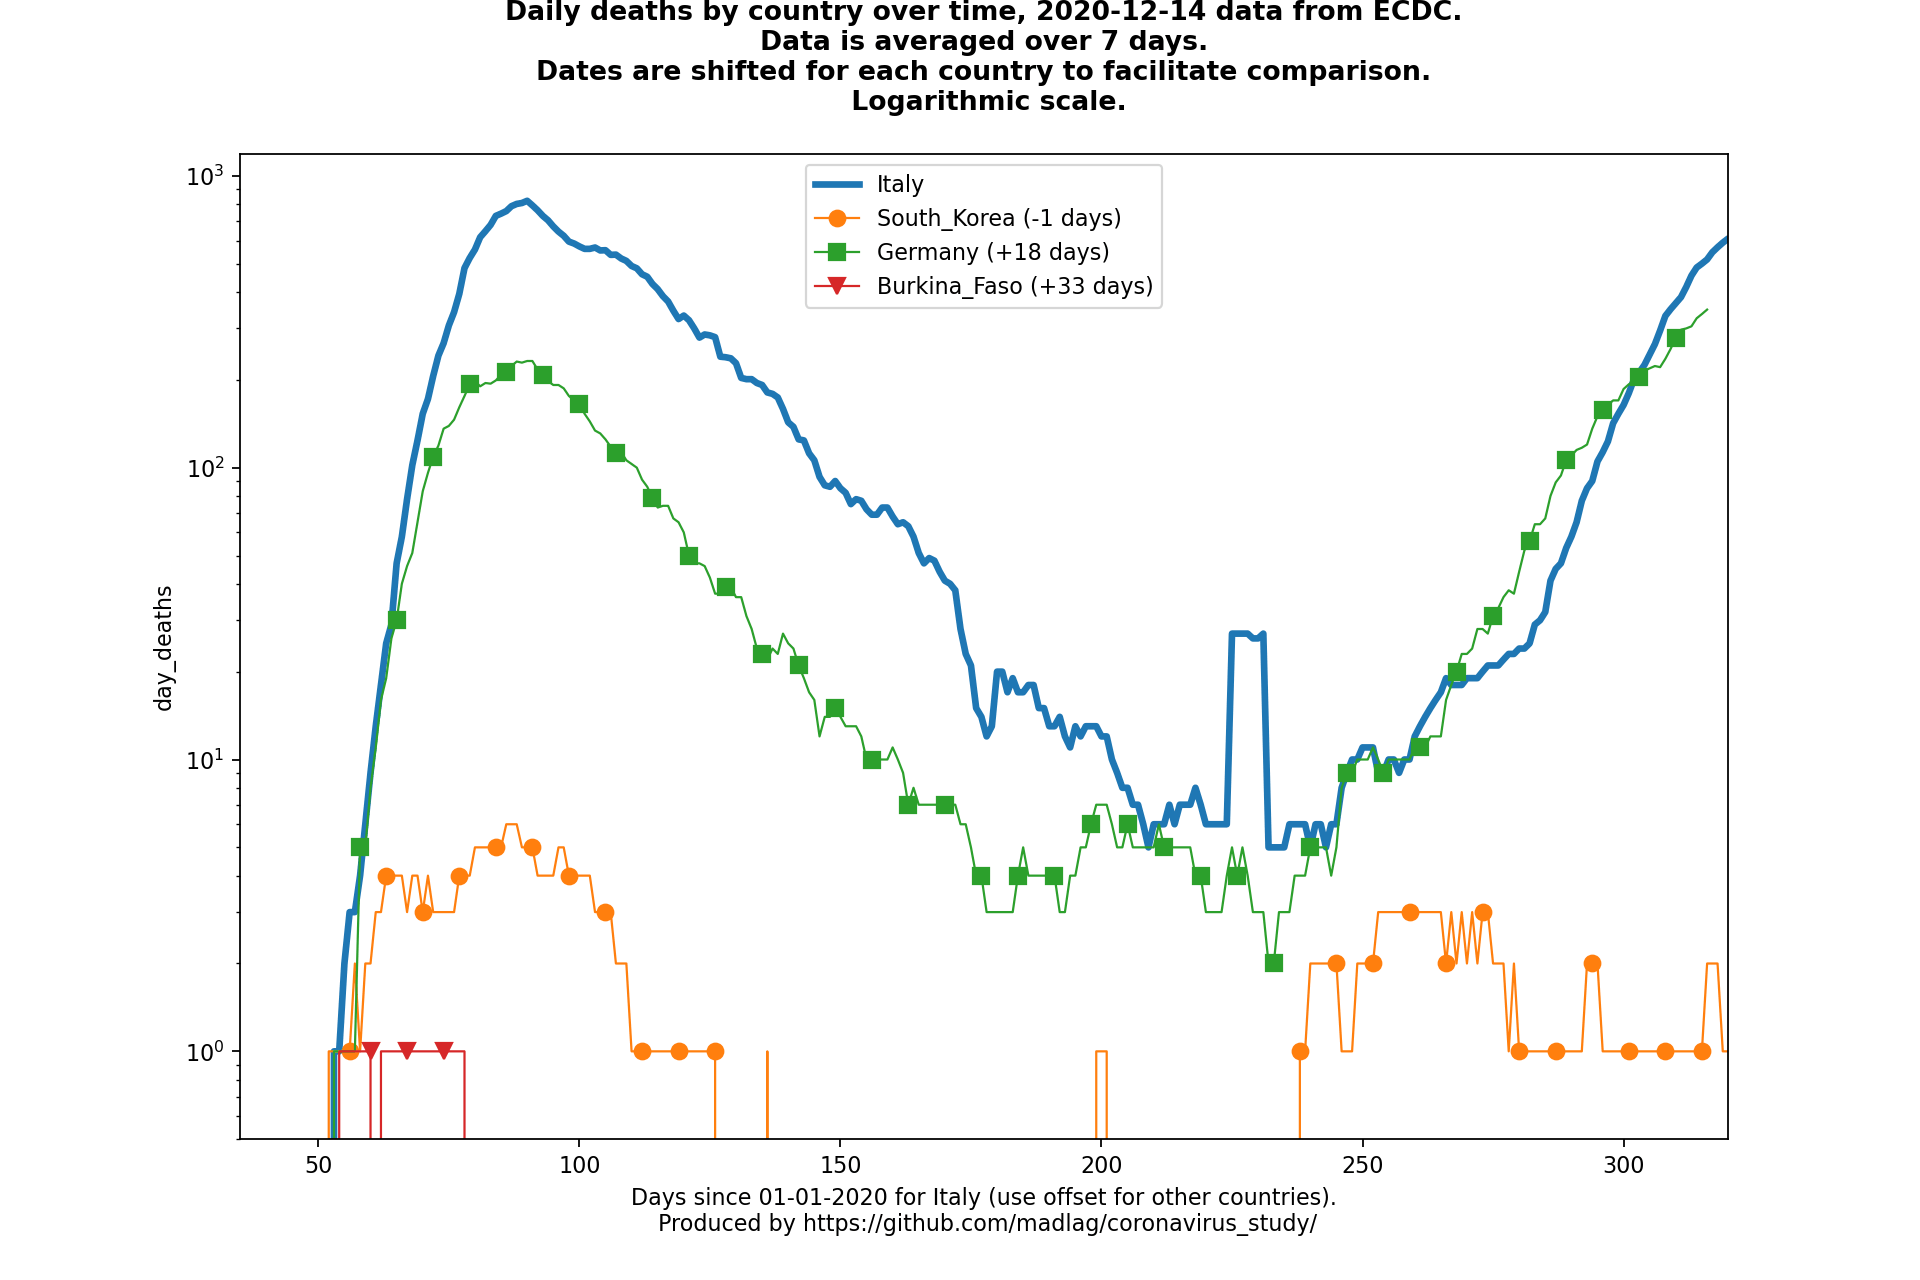 Daily deaths by country over time, 2020-12-14 data from ECDC.
Data is averaged over 7 days.
Dates are shifted for each country to facilitate comparison.
Logarithmic scale.
10³
10²
10¹
10⁰
day_deaths
Italy
South_Korea (-1 days)
Germany (+18 days)
Burkina_Faso (+33 days)
50 100 150 200 250 300
Days since 01-01-2020 for Italy (use offset for other countries).
Produced by https://github.com/madlag/coronavirus_study/